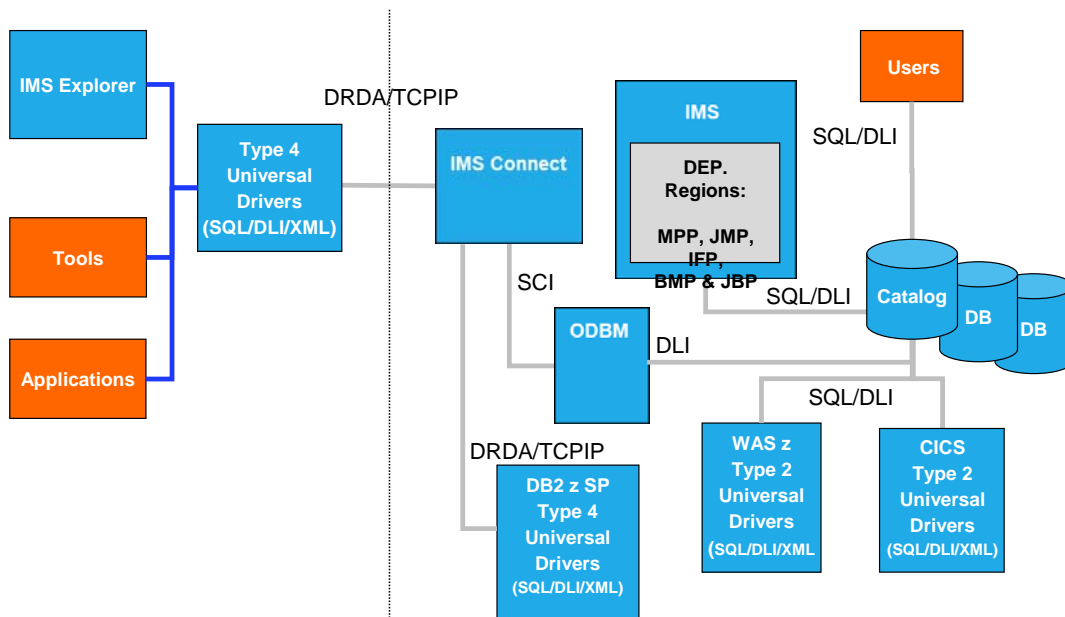 IMS Explorer
Tools
Applications
Type 4
Universal
Drivers
(SQL/DLI/XML)
DRDA/TCPIP
IMS Connect
SCI
ODBM
DLI
DRDA/TCPIP
DB2 z SP
Type 4
Universal
Drivers
(SQL/DLI/XML)
IMS
DEP.
Regions:
MPP, JMP,
IFP,
BMP & JBP
SQL/DLI
Users
SQL/DLI
Catalog
DB
DB
SQL/DLI
WAS z
Type 2
Universal
Drivers
(SQL/DLI/XML
CICS
Type 2
Universal
Drivers
(SQL/DLI/XML)